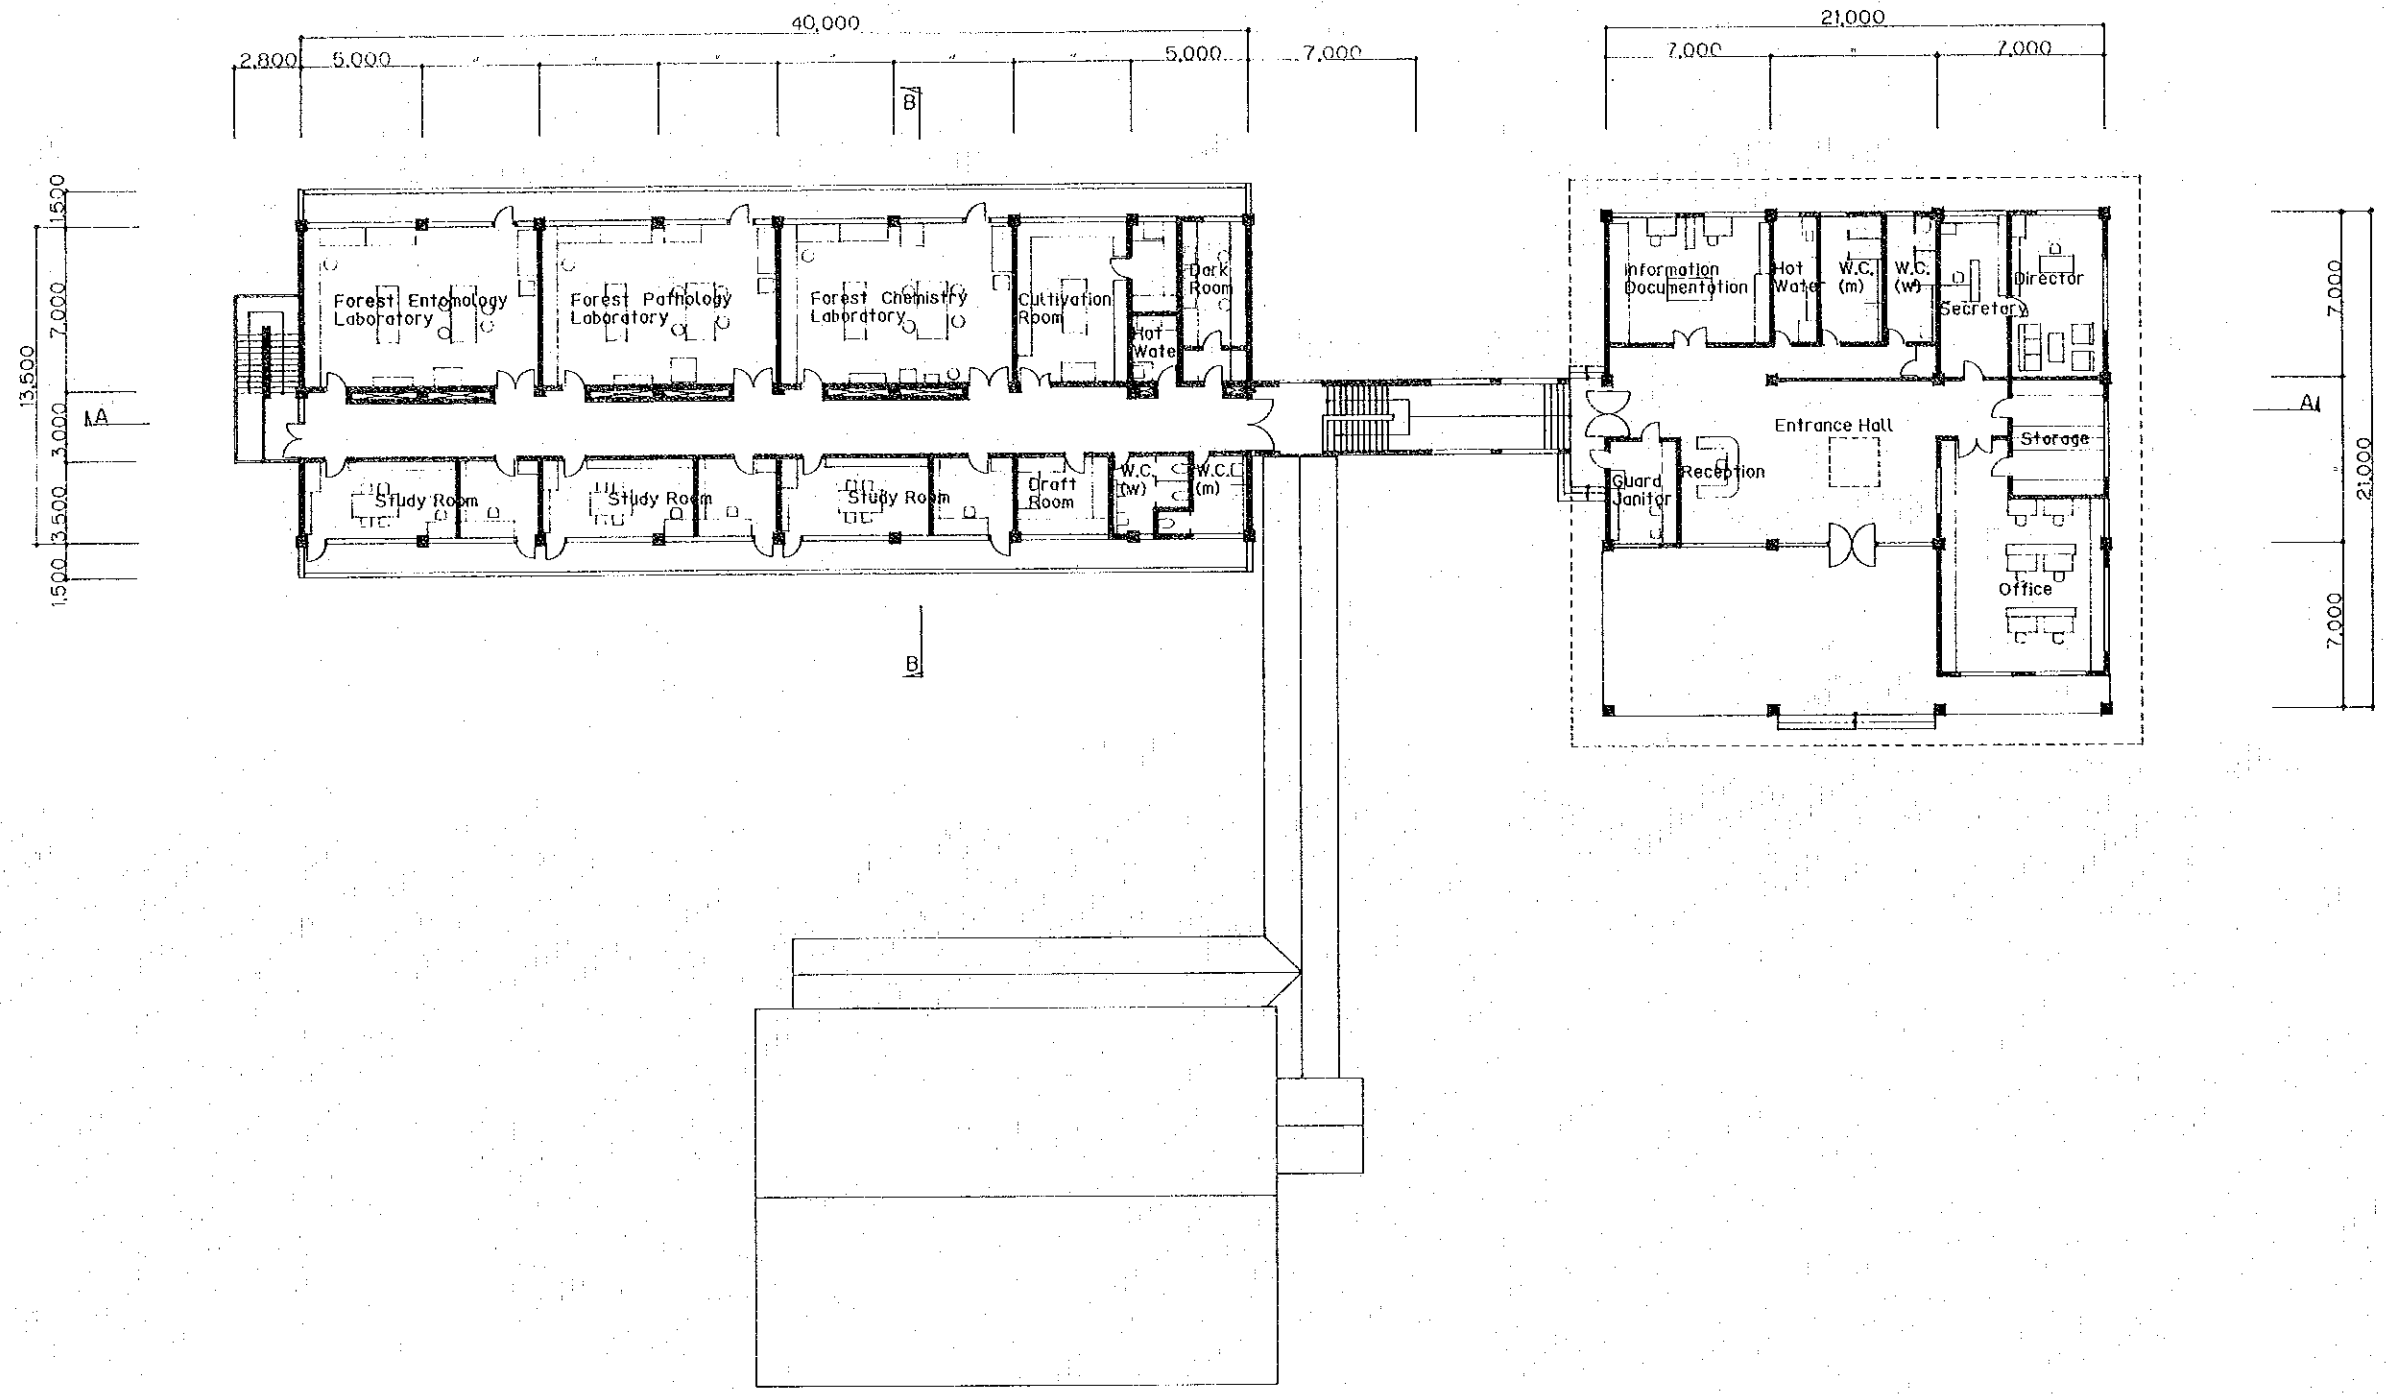 40,000
21,000
2,800 5,000 " " " " " 5,000 7,000
7,000 " 7,000
B
1,500
7,000
13,500
3,000
3,500
1,500
A
Forest Entomology
Laboratory
Forest Pathology
Laboratory
Forest Chemistry
Laboratory
Cultivation
Room
Hot
Wate
Dark
Room
Study Room
Study Room
Study Room
Draft
Room
W.C.
(w)
W.C.
(m)
B
Information
Documentation
Hot
Water
W.C.
(m)
W.C.
(w)
Secretary
Director
Entrance Hall
Storage
Reception
Guard
Janitor
Office
A
7,000
21,000
7,000